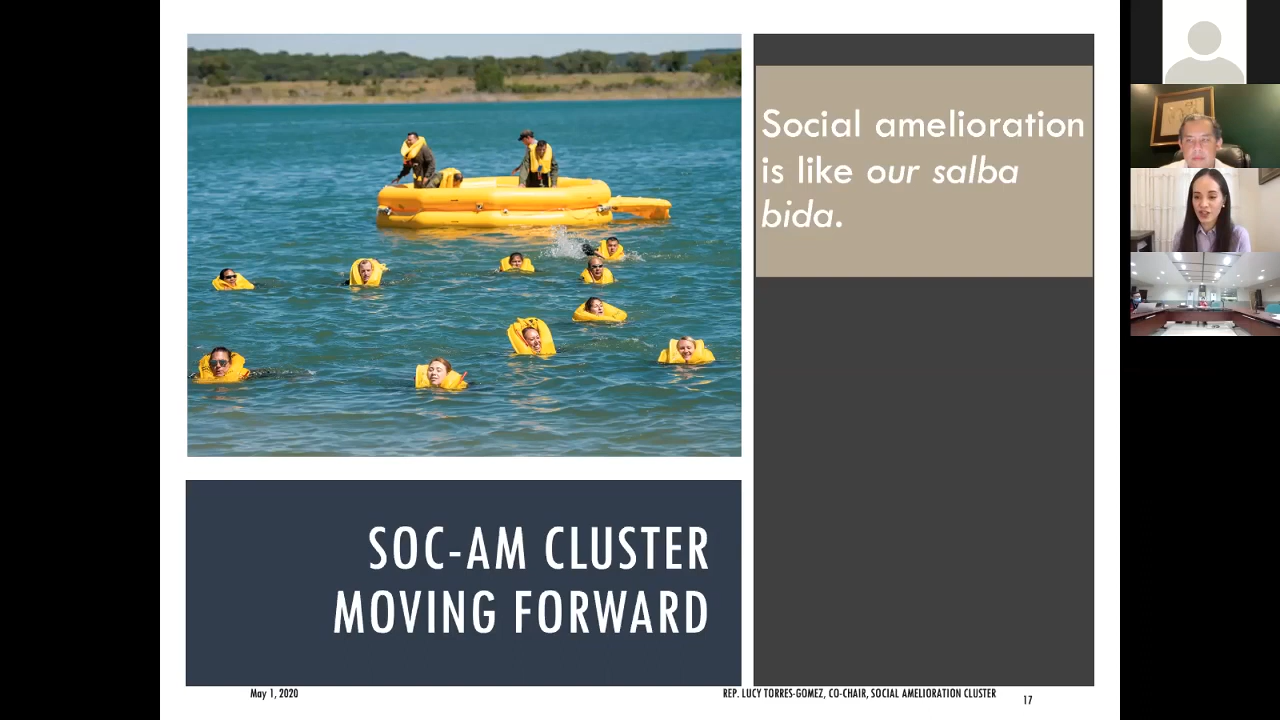 Social amelioration
is like our salba
bida.
SOC-AM CLUSTER
MOVING FORWARD
May 1, 2020
REP. LUCY TORRES-GOMEZ, CO-CHAIR, SOCIAL AMELIORATION CLUSTER
17